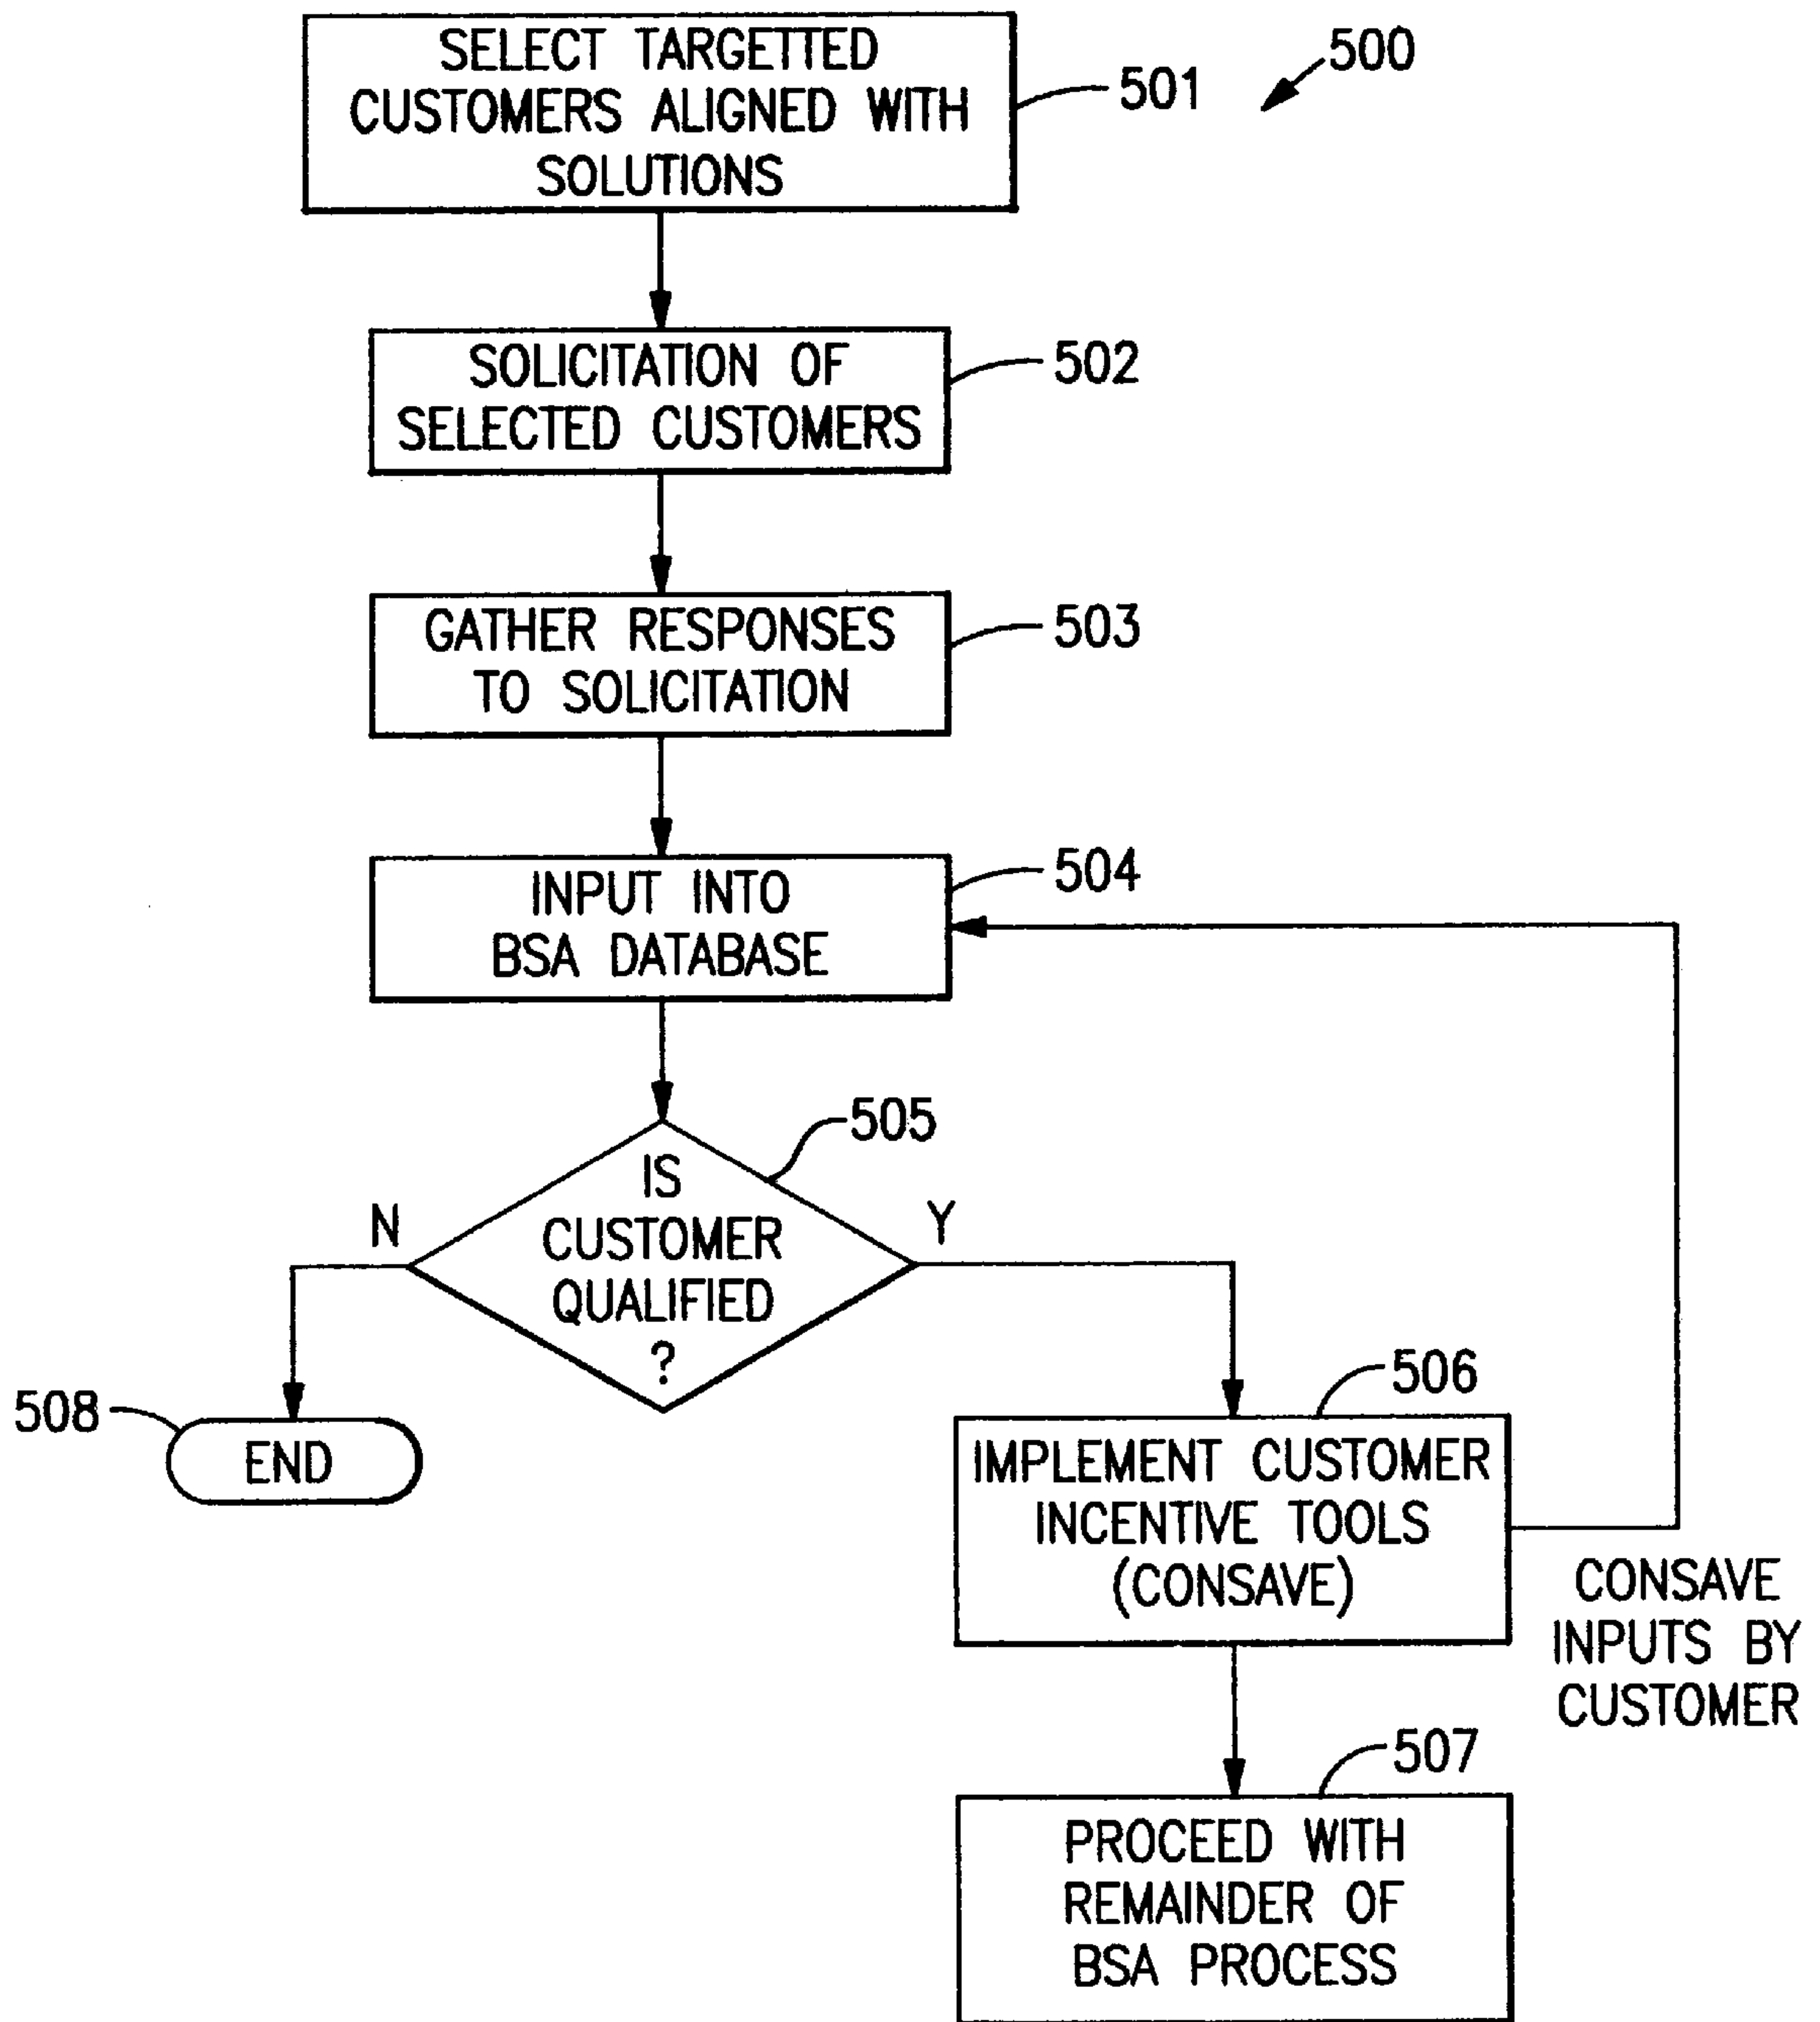 SELECT TARGETTED
CUSTOMERS ALIGNED WITH
SOLUTIONS
501
500
SOLICITATION OF
SELECTED CUSTOMERS
502
GATHER RESPONSES
TO SOLICITATION
503
INPUT INTO
BSA DATABASE
504
IS
CUSTOMER
QUALIFIED
?
505
N
Y
508
END
506
IMPLEMENT CUSTOMER
INCENTIVE TOOLS
(CONSAVE)
CONSAVE
INPUTS BY
CUSTOMER
507
PROCEED WITH
REMAINDER OF
BSA PROCESS